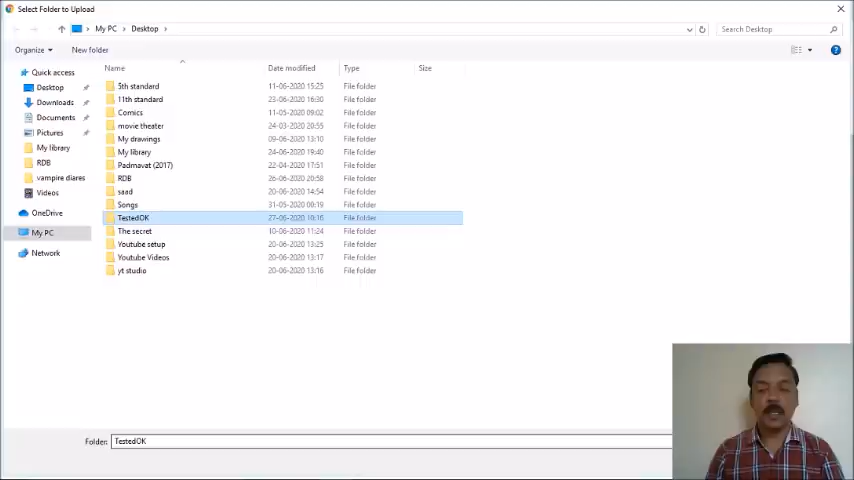 Select Folder to Upload
My PC > Desktop >
Search Desktop
Organize
New folder
Name Date modified Type Size
Quick access
Desktop
Downloads
Documents
Pictures
My library
RDB
vampire diares
Videos
OneDrive
My PC
Network
5th standard 11-06-2020 15:25 File folder
11th standard 23-06-2020 16:30 File folder
Comics 11-05-2020 09:02 File folder
movie theater 24-03-2020 20:55 File folder
My drawings 09-06-2020 13:10 File folder
My library 24-06-2020 19:40 File folder
Padmavat (2017) 22-04-2020 17:51 File folder
RDB 26-06-2020 20:58 File folder
saad 20-06-2020 14:54 File folder
Songs 31-05-2020 00:19 File folder
TestedOK 27-06-2020 10:16 File folder
The secret 10-06-2020 11:24 File folder
Youtube setup 20-06-2020 13:25 File folder
Youtube Videos 20-06-2020 13:17 File folder
yt studio 20-06-2020 13:16 File folder
Folder: TestedOK